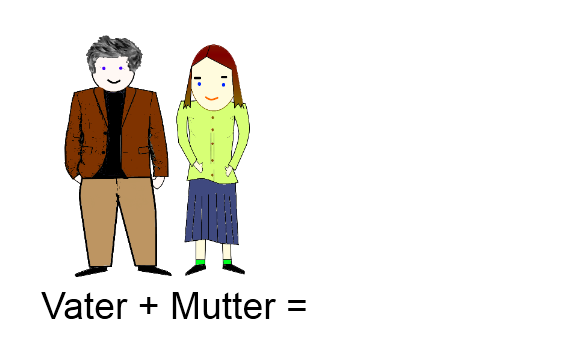 Vater + Mutter =